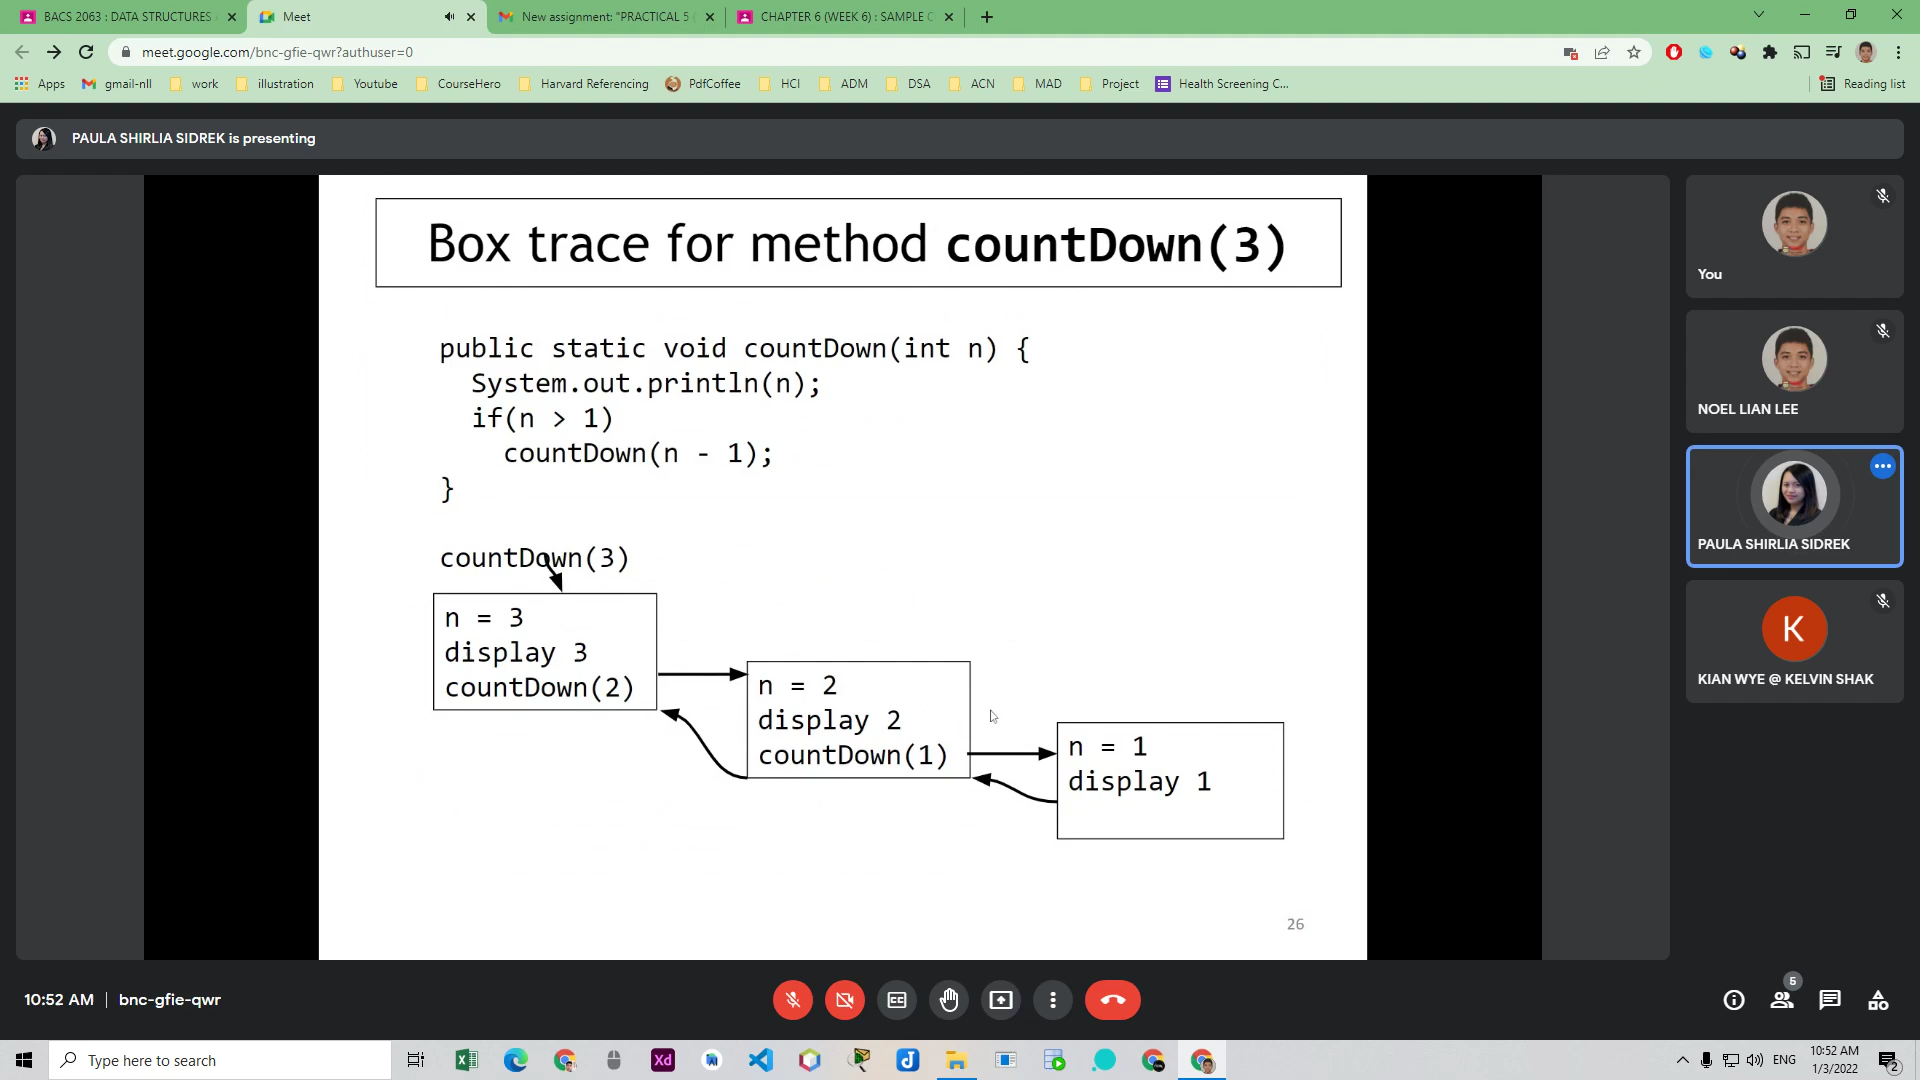 BACS 2063 : DATA STRUCTURES
Meet
New assignment: "PRACTICAL 5 (
CHAPTER 6 (WEEK 6) : SAMPLE C
meet.google.com/bnc-gfie-qwr?authuser=0
Apps
gmail-nll
work
illustration
Youtube
CourseHero
Harvard Referencing
PdfCoffee
HCI
ADM
DSA
ACN
MAD
Project
Health Screening C...
Reading list
PAULA SHIRLIA SIDREK is presenting
Box trace for method countDown(3)
public static void countDown(int n) {
System.out.println(n);
if(n > 1)
countDown(n - 1);
}
countDown(3)
n = 3
display 3
countDown(2)
n = 2
display 2
countDown(1)
n = 1
display 1
26
You
NOEL LIAN LEE
PAULA SHIRLIA SIDREK
K
KIAN WYE @ KELVIN SHAK
10:52 AM | bnc-gfie-qwr
5
Type here to search
Xd
ENG
10:52 AM
1/3/2022
2